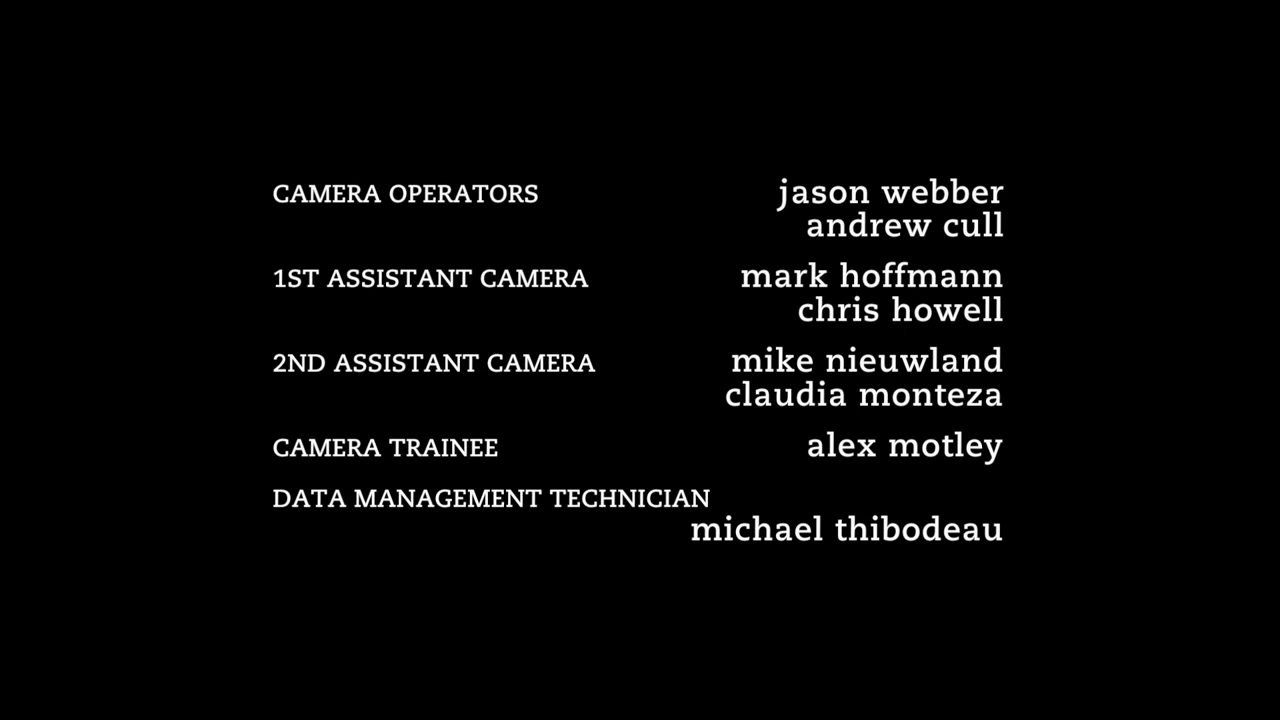 CAMERA OPERATORS jason webber
andrew cull
1ST ASSISTANT CAMERA mark hoffmann
chris howell
2ND ASSISTANT CAMERA mike nieuwland
claudia monteza
CAMERA TRAINEE alex motley
DATA MANAGEMENT TECHNICIAN
michael thibodeau